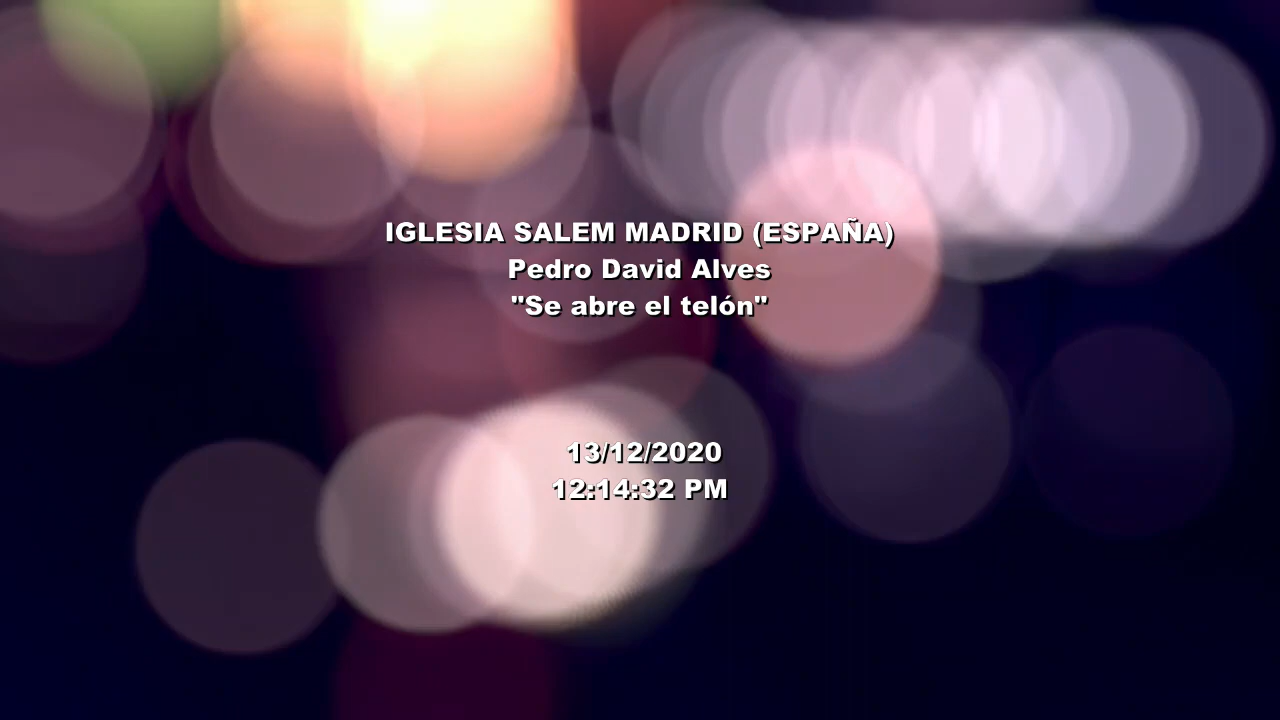 IGLESIA SALEM MADRID (ESPAÑA)
Pedro David Alves
"Se abre el telón"
13/12/2020
12:14:32 PM